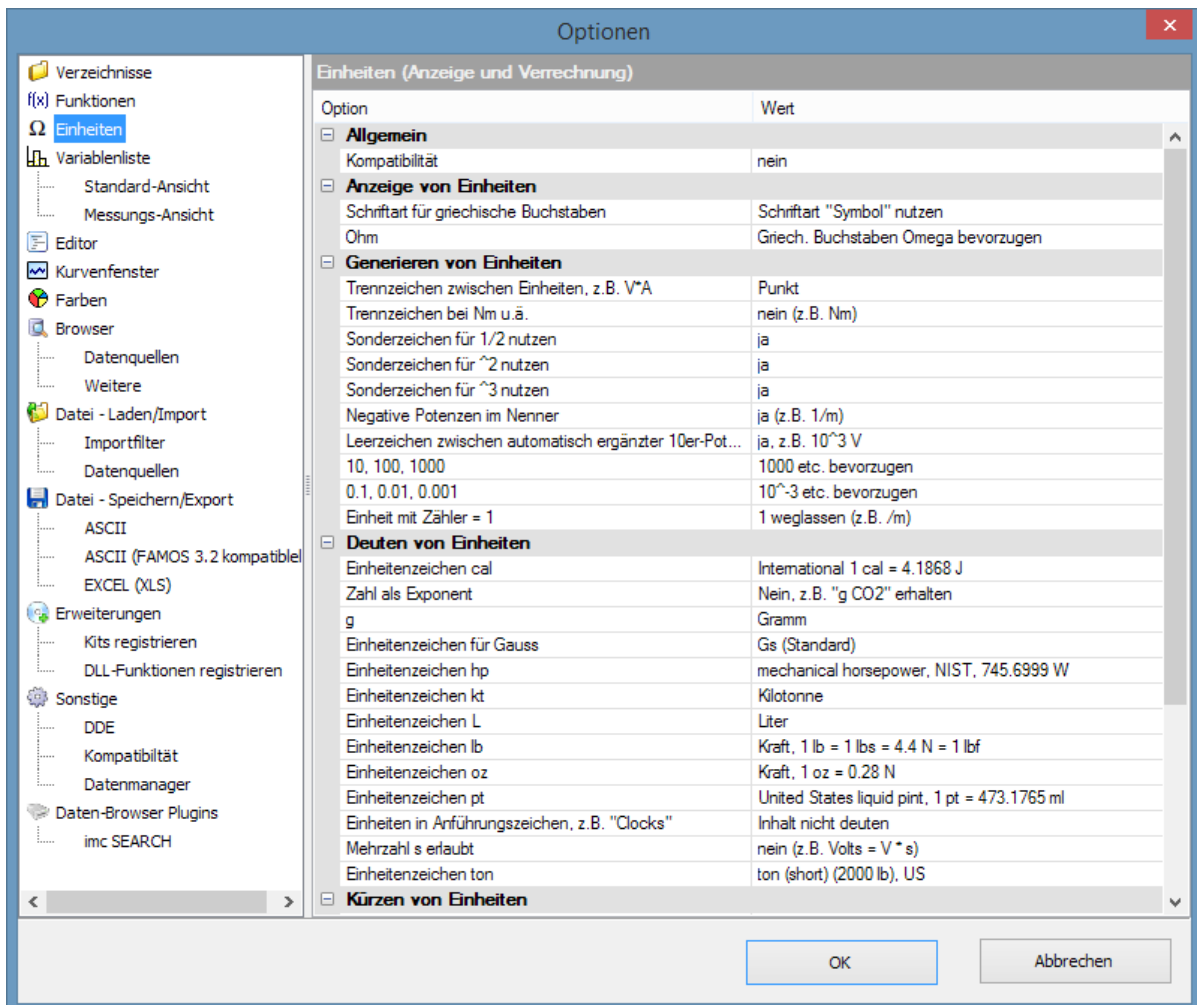 Optionen
Verzeichnisse
f(x) Funktionen
Ω Einheiten
Variablenliste
Standard-Ansicht
Messungs-Ansicht
Editor
Kurvenfenster
Farben
Browser
Datenquellen
Weitere
Datei - Laden/Import
Importfilter
Datenquellen
Datei - Speichern/Export
ASCII
ASCII (FAMOS 3.2 kompatiblel
EXCEL (XLS)
Erweiterungen
Kits registrieren
DLL-Funktionen registrieren
Sonstige
DDE
Kompatibiltät
Datenmanager
Daten-Browser Plugins
imc SEARCH
Einheiten (Anzeige und Verrechnung)
Option Wert
Allgemein
Kompatibilität nein
Anzeige von Einheiten
Schriftart für griechische Buchstaben Schriftart "Symbol" nutzen
Ohm Griech. Buchstaben Omega bevorzugen
Generieren von Einheiten
Trennzeichen zwischen Einheiten, z.B. V*A Punkt
Trennzeichen bei Nm u.ä. nein (z.B. Nm)
Sonderzeichen für 1/2 nutzen ja
Sonderzeichen für ^2 nutzen ja
Sonderzeichen für ^3 nutzen ja
Negative Potenzen im Nenner ja (z.B. 1/m)
Leerzeichen zwischen automatisch ergänzter 10er-Pot... ja, z.B. 10^3 V
10, 100, 1000 1000 etc. bevorzugen
0.1, 0.01, 0.001 10^-3 etc. bevorzugen
Einheit mit Zähler = 1 1 weglassen (z.B. /m)
Deuten von Einheiten
Einheitenzeichen cal International 1 cal = 4.1868 J
Zahl als Exponent Nein, z.B. "g CO2" erhalten
g Gramm
Einheitenzeichen für Gauss Gs (Standard)
Einheitenzeichen hp mechanical horsepower, NIST, 745.6999 W
Einheitenzeichen kt Kilotonne
Einheitenzeichen L Liter
Einheitenzeichen lb Kraft, 1 lb = 1 lbs = 4.4 N = 1 lbf
Einheitenzeichen oz Kraft, 1 oz = 0.28 N
Einheitenzeichen pt United States liquid pint, 1 pt = 473.1765 ml
Einheiten in Anführungszeichen, z.B. "Clocks" Inhalt nicht deuten
Mehrzahl s erlaubt nein (z.B. Volts = V * s)
Einheitenzeichen ton ton (short) (2000 lb), US
Kürzen von Einheiten
OK Abbrechen